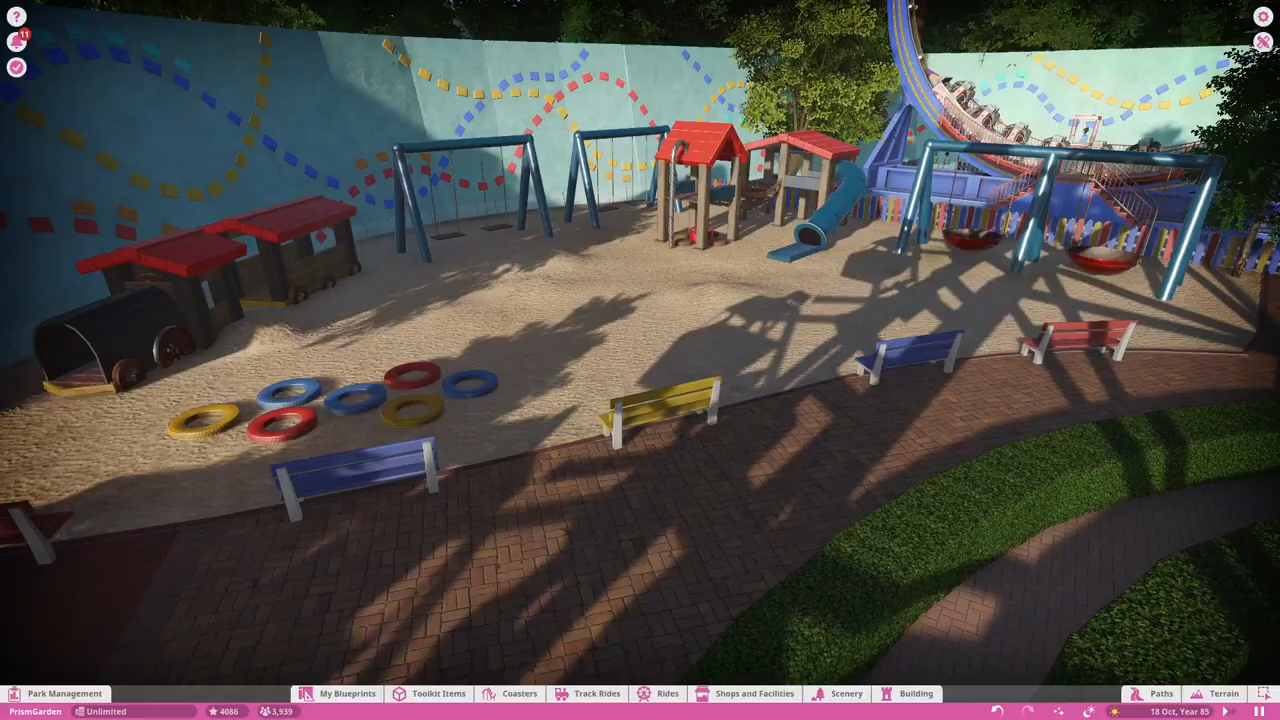 ?
11
Park Management
My Blueprints
Toolkit Items
Coasters
Track Rides
Rides
Shops and Facilities
Scenery
Building
Paths
Terrain
PrismGarden
Unlimited
4086
3,939
18 Oct, Year 85